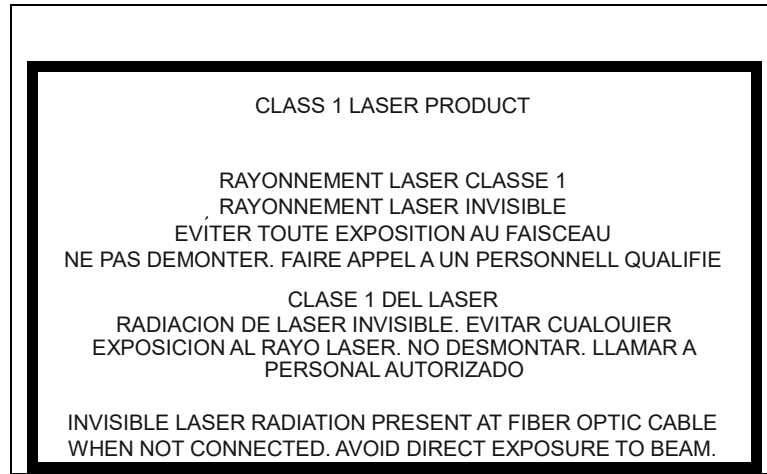 CLASS 1 LASER PRODUCT
RAYONNEMENT LASER CLASSE 1
RAYONNEMENT LASER INVISIBLE
EVITER TOUTE EXPOSITION AU FAISCEAU
NE PAS DEMONTER. FAIRE APPEL A UN PERSONNELL QUALIFIE
CLASE 1 DEL LASER
RADIACION DE LASER INVISIBLE. EVITAR CUALOUIER
EXPOSICION AL RAYO LASER. NO DESMONTAR. LLAMAR A
PERSONAL AUTORIZADO
INVISIBLE LASER RADIATION PRESENT AT FIBER OPTIC CABLE
WHEN NOT CONNECTED. AVOID DIRECT EXPOSURE TO BEAM.